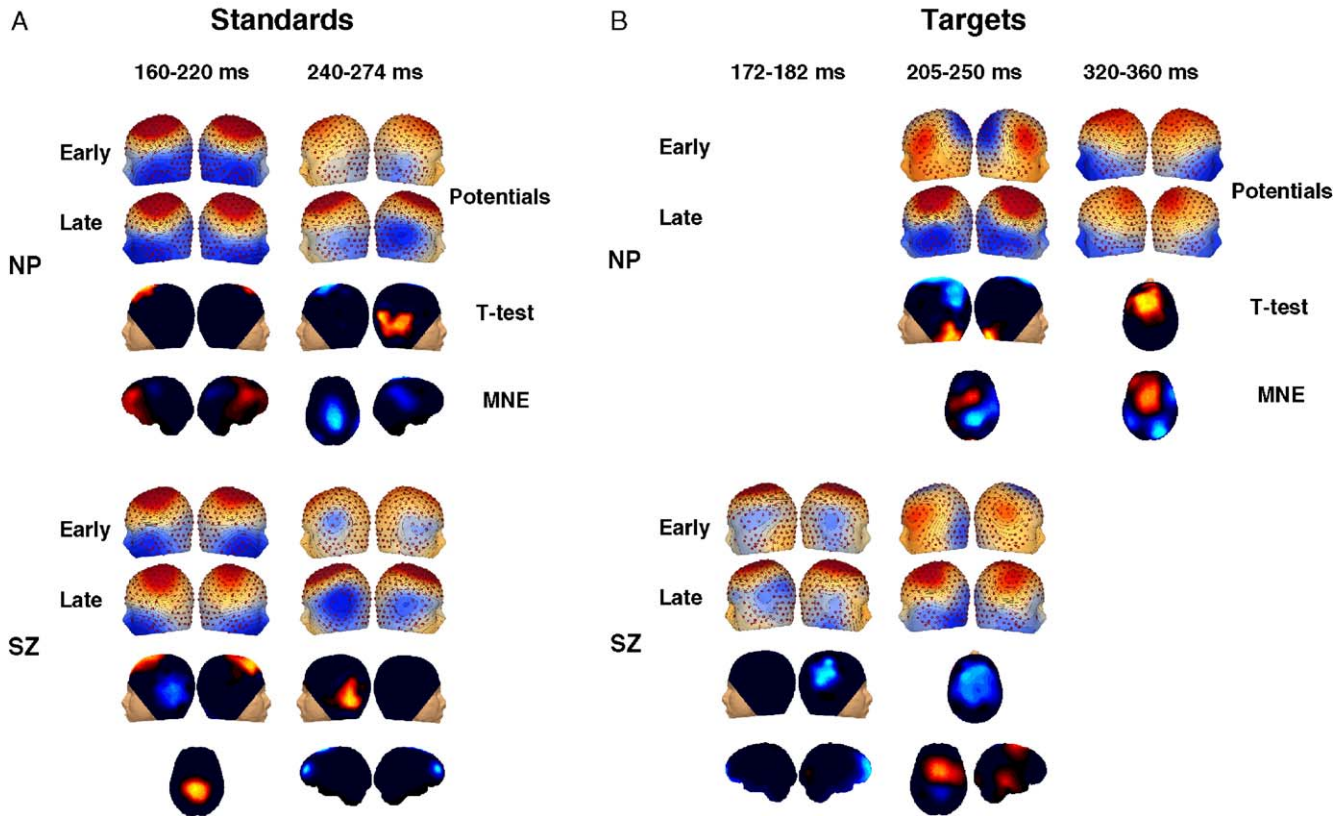 A
Standards
160-220 ms
240-274 ms
Early
Late
Potentials
NP
T-test
MNE
Early
Late
SZ
B
Targets
172-182 ms
205-250 ms
320-360 ms
Early
Late
Potentials
NP
T-test
MNE
Early
Late
SZ